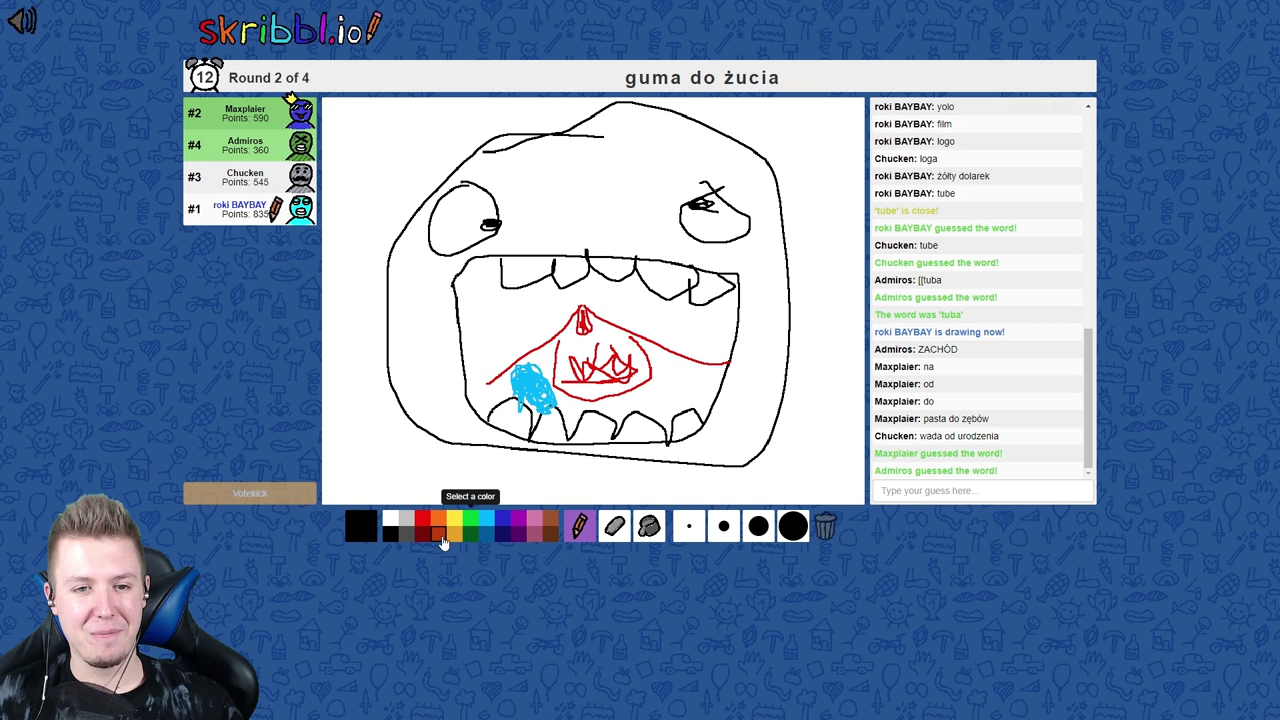 skribbl.io
12
Round 2 of 4
guma do żucia
#2
Maxplaier
Points: 590
#4
Admiros
Points: 360
#3
Chucken
Points: 545
#1
roki BAYBAY
Points: 835
Votekick
Select a color
roki BAYBAY: yolo
roki BAYBAY: film
roki BAYBAY: logo
Chucken: loga
roki BAYBAY: żółty dolarek
roki BAYBAY: tube
'tube' is close!
roki BAYBAY guessed the word!
Chucken: tube
Chucken guessed the word!
Admiros: [[tuba
Admiros guessed the word!
The word was 'tuba'
roki BAYBAY is drawing now!
Admiros: ZACHÓD
Maxplaier: na
Maxplaier: od
Maxplaier: do
Maxplaier: pasta do zębów
Chucken: wada od urodzenia
Maxplaier guessed the word!
Admiros guessed the word!
Type your guess here...